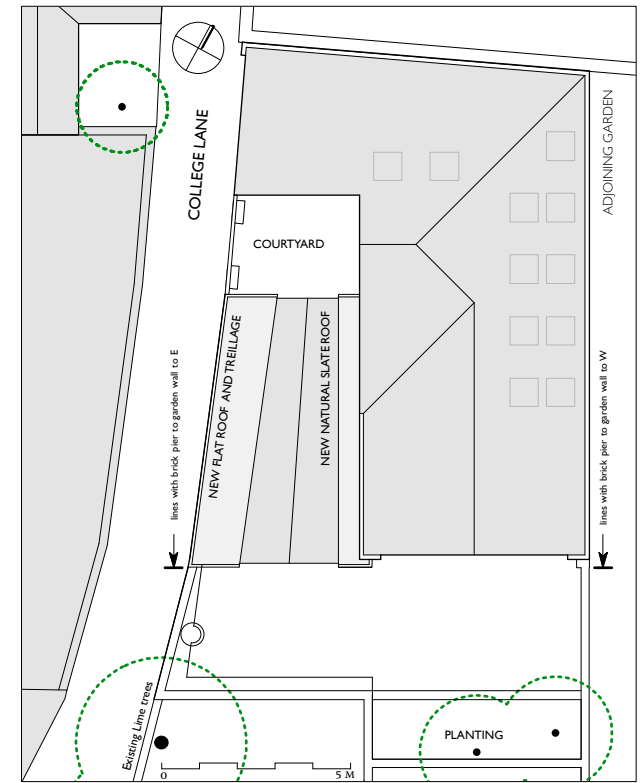 COLLEGE LANE
ADJOINING GARDEN
COURTYARD
NEW FLAT ROOF AND TREILLAGE
NEW NATURAL SLATE ROOF
lines with brick pier to garden wall to E
lines with brick pier to garden wall to W
Existing Lime trees
PLANTING
0 5 M